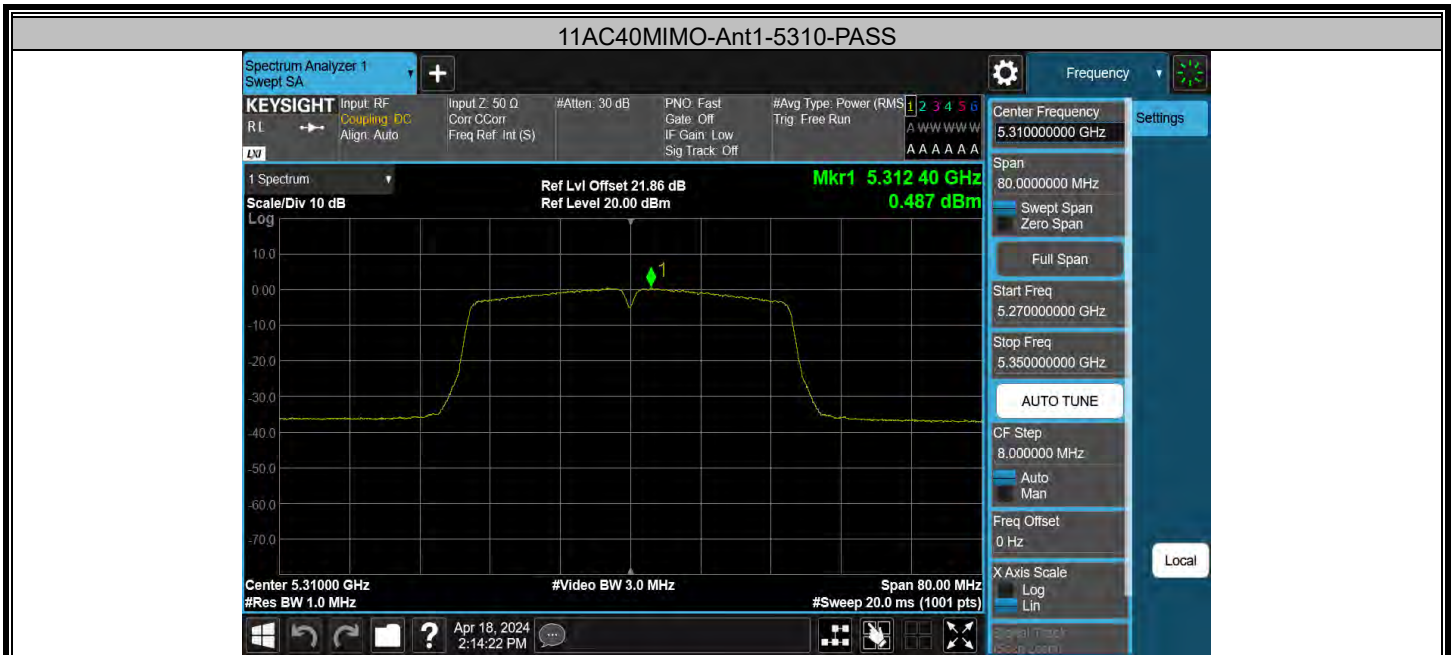 11AC40MIMO-Ant1-5310-PASS
Spectrum Analyzer 1
Swept SA
+
Frequency
KEYSIGHT
RL
LXI
Input: RF
Coupling: DC
Align: Auto
Input Z: 50 Ω
Corr CCorr
Freq Ref: Int (S)
#Atten: 30 dB
PNO: Fast
Gate: Off
IF Gain: Low
Sig Track: Off
#Avg Type: Power (RMS
Trig: Free Run
1 2 3 4 5 6
A W W W W W
A A A A A A
1 Spectrum
Scale/Div 10 dB
Log
Ref Lvl Offset 21.86 dB
Ref Level 20.00 dBm
Mkr1 5.312 40 GHz
0.487 dBm
1
10.0
0.00
-10.0
-20.0
-30.0
-40.0
-50.0
-60.0
-70.0
Center 5.31000 GHz
#Res BW 1.0 MHz
#Video BW 3.0 MHz
Span 80.00 MHz
#Sweep 20.0 ms (1001 pts)
Center Frequency
5.310000000 GHz
Settings
Span
80.0000000 MHz
Swept Span
Zero Span
Full Span
Start Freq
5.270000000 GHz
Stop Freq
5.350000000 GHz
AUTO TUNE
CF Step
8.000000 MHz
Auto
Man
Freq Offset
0 Hz
X Axis Scale
Log
Lin
Local
Signal Track
(Span Zoom)
?
Apr 18, 2024
2:14:22 PM